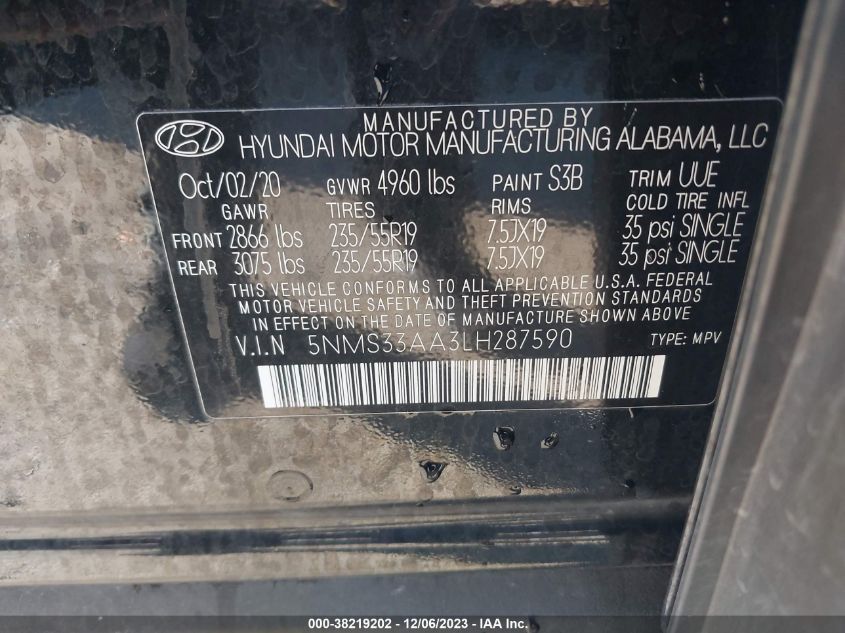 MANUFACTURED BY
HYUNDAI MOTOR MANUFACTURING ALABAMA, LLC
Oct/02/20 GVWR 4960 lbs PAINT S3B TRIM UUE
GAWR TIRES RIMS COLD TIRE INFL
FRONT 2866 lbs 235/55R19 7.5JX19 35 psi SINGLE
REAR 3075 lbs 235/55R19 7.5JX19 35 psi SINGLE
THIS VEHICLE CONFORMS TO ALL APPLICABLE U.S.A. FEDERAL
MOTOR VEHICLE SAFETY AND THEFT PREVENTION STANDARDS
IN EFFECT ON THE DATE OF MANUFACTURE SHOWN ABOVE
V.I.N 5NMS33AA3LH287590 TYPE: MPV
000-38219202 - 12/06/2023 - IAA Inc.